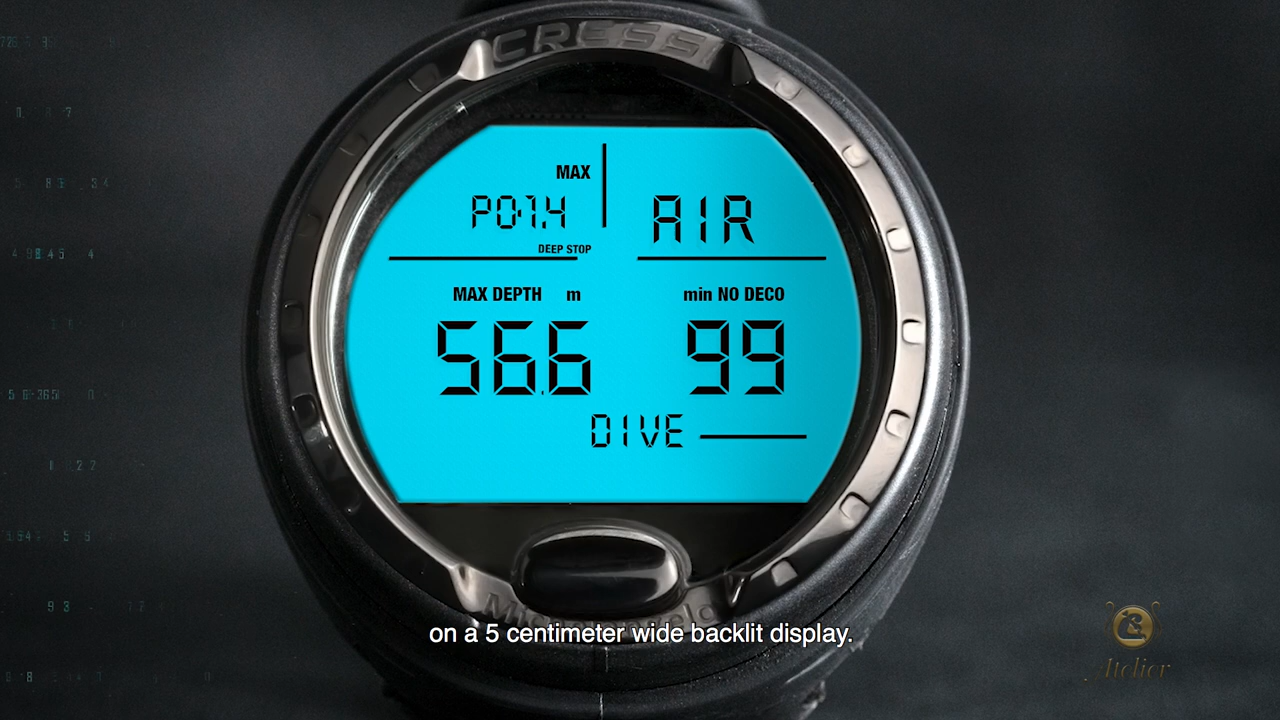 CRESSI
MAX
PO1.4
AIR
DEEP STOP
MAX DEPTH m
min NO DECO
56.6
99
DIVE
on a 5 centimeter wide backlit display.
Atelier